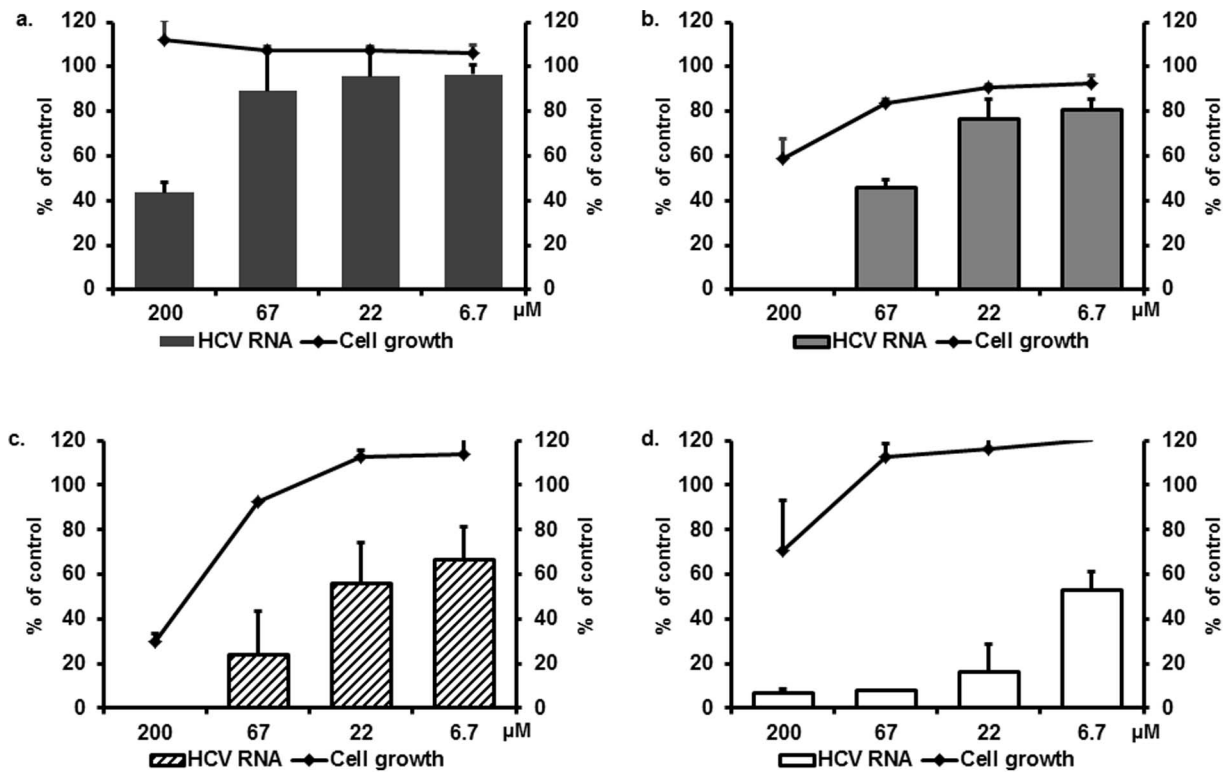 a.
120 120
100 100
80 80
60 60
40 40
20 20
0 0
% of control
% of control
200 67 22 6.7 µM
HCV RNA Cell growth
b.
120 120
100 100
80 80
60 60
40 40
20 20
0 0
% of control
% of control
200 67 22 6.7 µM
HCV RNA Cell growth
c.
120 120
100 100
80 80
60 60
40 40
20 20
0 0
% of control
% of control
200 67 22 6.7 µM
HCV RNA Cell growth
d.
120 120
100 100
80 80
60 60
40 40
20 20
0 0
% of control
% of control
200 67 22 6.7 µM
HCV RNA Cell growth